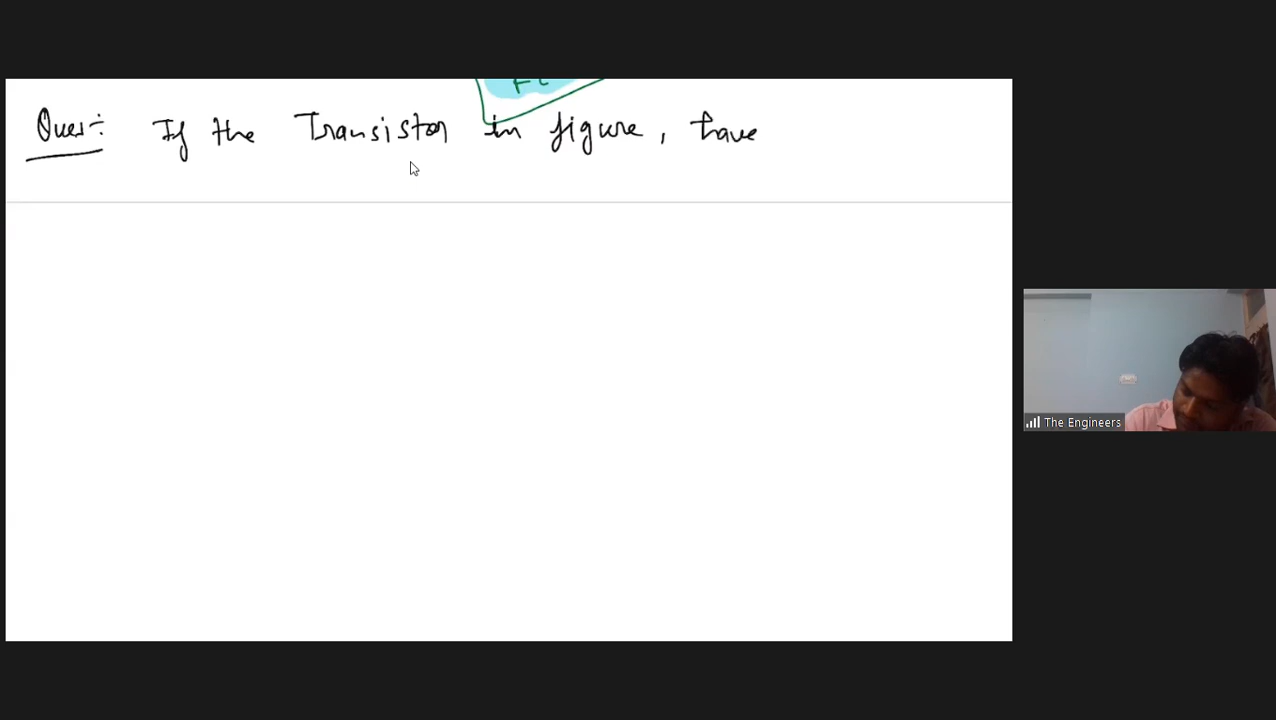 Ques:- If the Transistor in figure, have
The Engineers